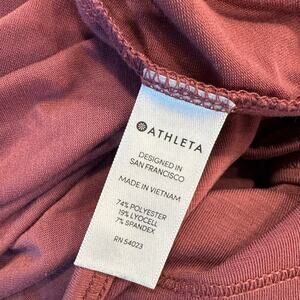 ATHLETA
DESIGNED IN
SAN FRANCISCO
MADE IN VIETNAM
74% POLYESTER
19% LYOCELL
7% SPANDEX
RN 54023